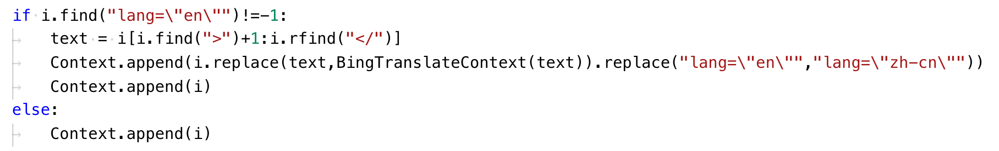 if i.find("lang=\"en\"")!=-1:
text = i[i.find(">")+1:i.rfind("</")]
Context.append(i.replace(text,BingTranslateContext(text)).replace("lang=\"en\"","lang=\"zh-cn\""))
Context.append(i)
else:
Context.append(i)